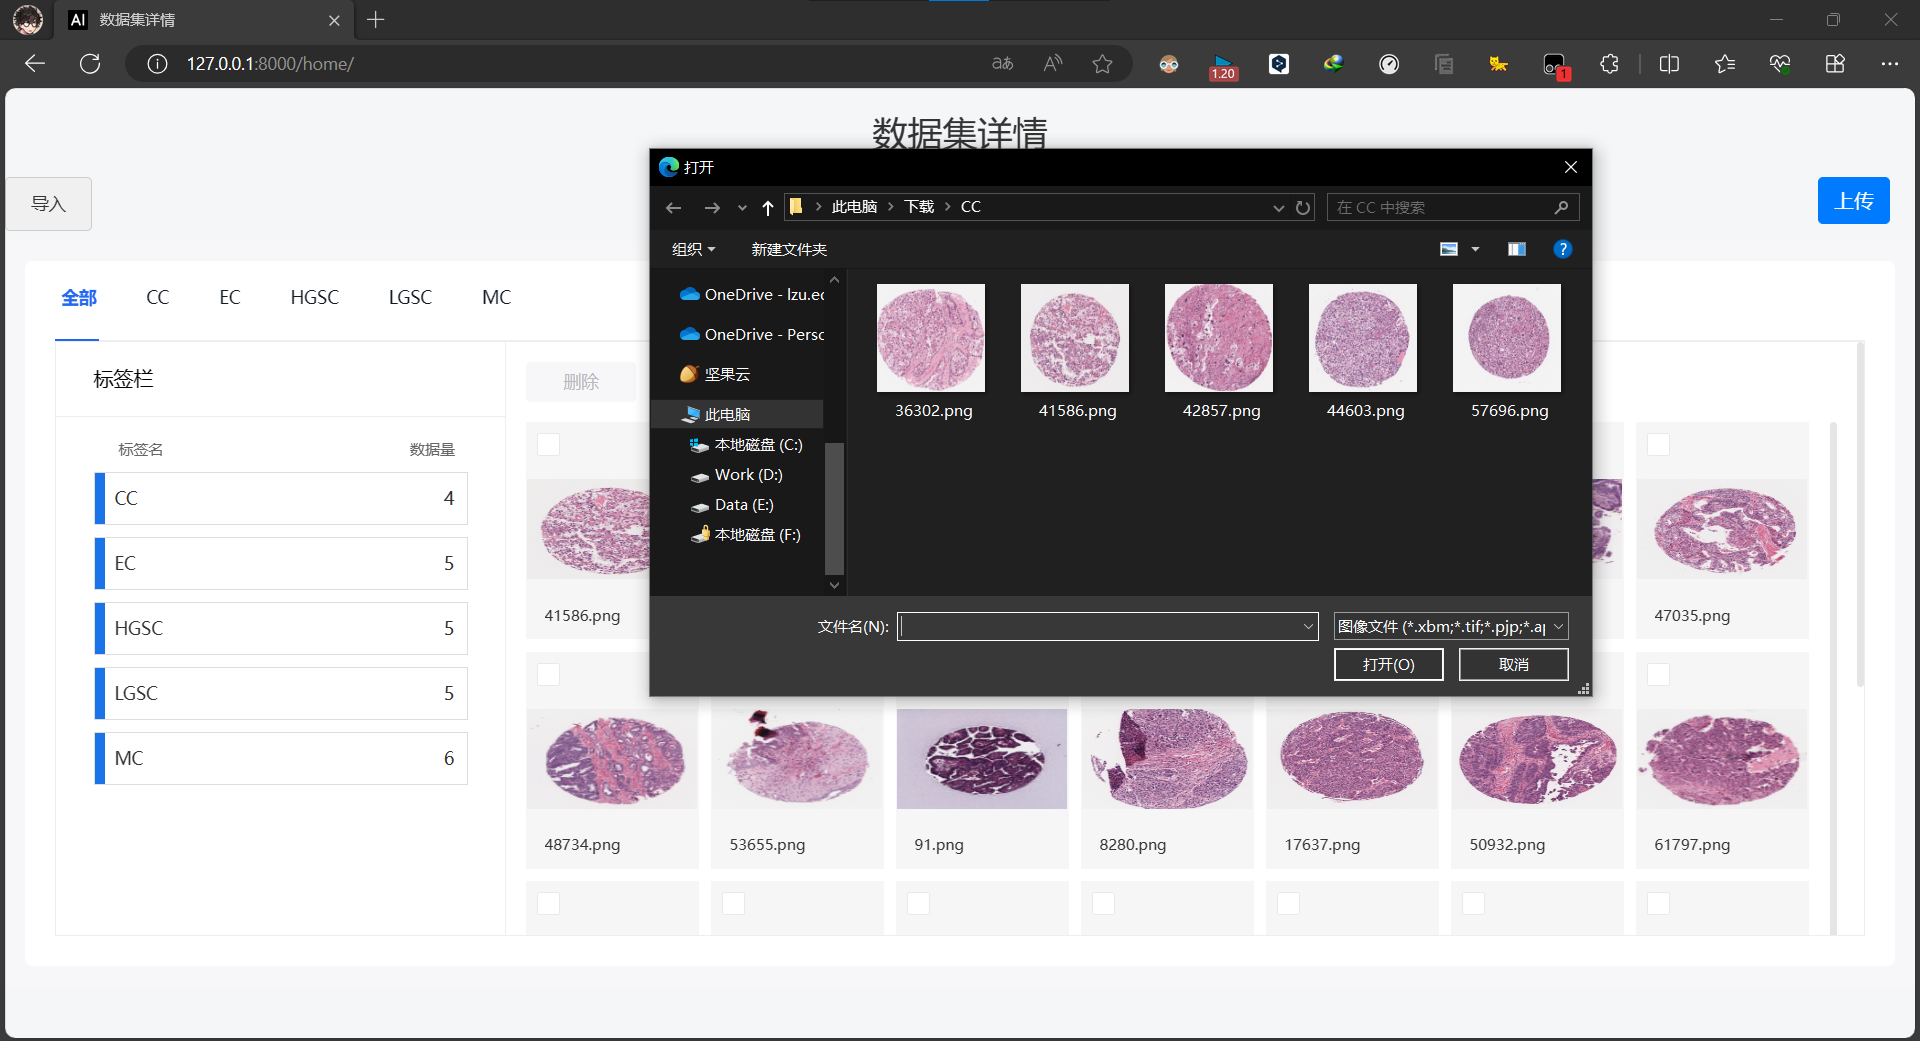 AI 数据集详情
127.0.0.1:8000/home/
aあ
1.20
1
数据集详情
导入
上传
全部 CC EC HGSC LGSC MC
标签栏
标签名 数据量
CC 4
EC 5
HGSC 5
LGSC 5
MC 6
删除
41586.png
47035.png
48734.png
53655.png
91.png
8280.png
17637.png
50932.png
61797.png
打开
此电脑 > 下载 > CC
在 CC 中搜索
组织 新建文件夹
?
OneDrive - lzu.ec
OneDrive - Persc
坚果云
此电脑
本地磁盘 (C:)
Work (D:)
Data (E:)
本地磁盘 (F:)
36302.png
41586.png
42857.png
44603.png
57696.png
文件名(N):
图像文件 (*.xbm;*.tif;*.pjp;*.ap
打开(O)
取消